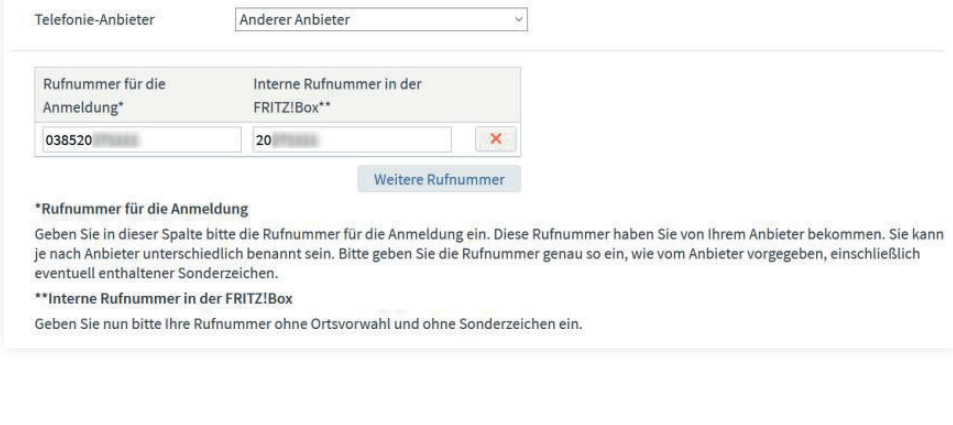 Telefonie-Anbieter Anderer Anbieter
Rufnummer für die Interne Rufnummer in der
Anmeldung* FRITZ!Box**
038520 20
Weitere Rufnummer
*Rufnummer für die Anmeldung
Geben Sie in dieser Spalte bitte die Rufnummer für die Anmeldung ein. Diese Rufnummer haben Sie von Ihrem Anbieter bekommen. Sie kann
je nach Anbieter unterschiedlich benannt sein. Bitte geben Sie die Rufnummer genau so ein, wie vom Anbieter vorgegeben, einschließlich
eventuell enthaltener Sonderzeichen.
**Interne Rufnummer in der FRITZ!Box
Geben Sie nun bitte Ihre Rufnummer ohne Ortsvorwahl und ohne Sonderzeichen ein.